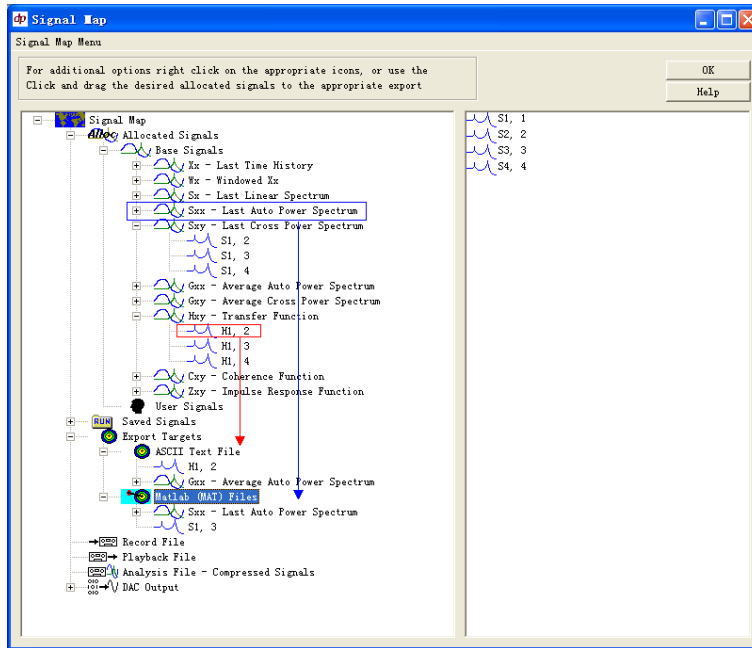 dp Signal Map
Signal Map Menu
For additional options right click on the appropriate icons, or use the
Click and drag the desired allocated signals to the appropriate export
OK
Help
Signal Map
Alloc Allocated Signals
Base Signals
Xx - Last Time History
Wx - Windowed Xx
Sx - Last Linear Spectrum
Sxx - Last Auto Power Spectrum
Sxy - Last Cross Power Spectrum
S1, 2
S1, 3
S1, 4
Gxx - Average Auto Power Spectrum
Gxy - Average Cross Power Spectrum
Hxy - Transfer Function
H1, 2
H1, 3
H1, 4
Cxy - Coherence Function
Zxy - Impulse Response Function
User Signals
RUN Saved Signals
Export Targets
ASCII Text File
H1, 2
Gxx - Average Auto Power Spectrum
Matlab (MAT) Files
Sxx - Last Auto Power Spectrum
S1, 3
Record File
Playback File
Analysis File - Compressed Signals
DAC Output
S1, 1
S2, 2
S3, 3
S4, 4